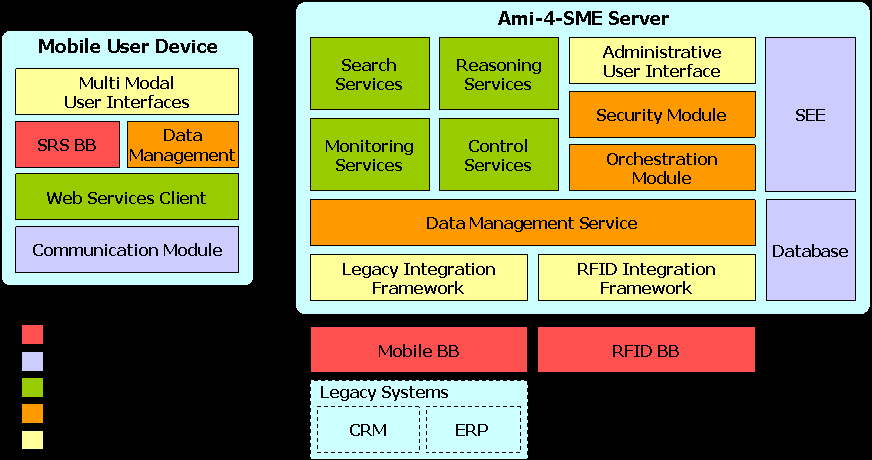 Ami-4-SME Server
Mobile User Device
Multi Modal
User Interfaces
SRS BB
Data
Management
Web Services Client
Communication Module
Search
Services
Reasoning
Services
Administrative
User Interface
Security Module
SEE
Monitoring
Services
Control
Services
Orchestration
Module
Data Management Service
Database
Legacy Integration
Framework
RFID Integration
Framework
Mobile BB
RFID BB
Legacy Systems
CRM
ERP